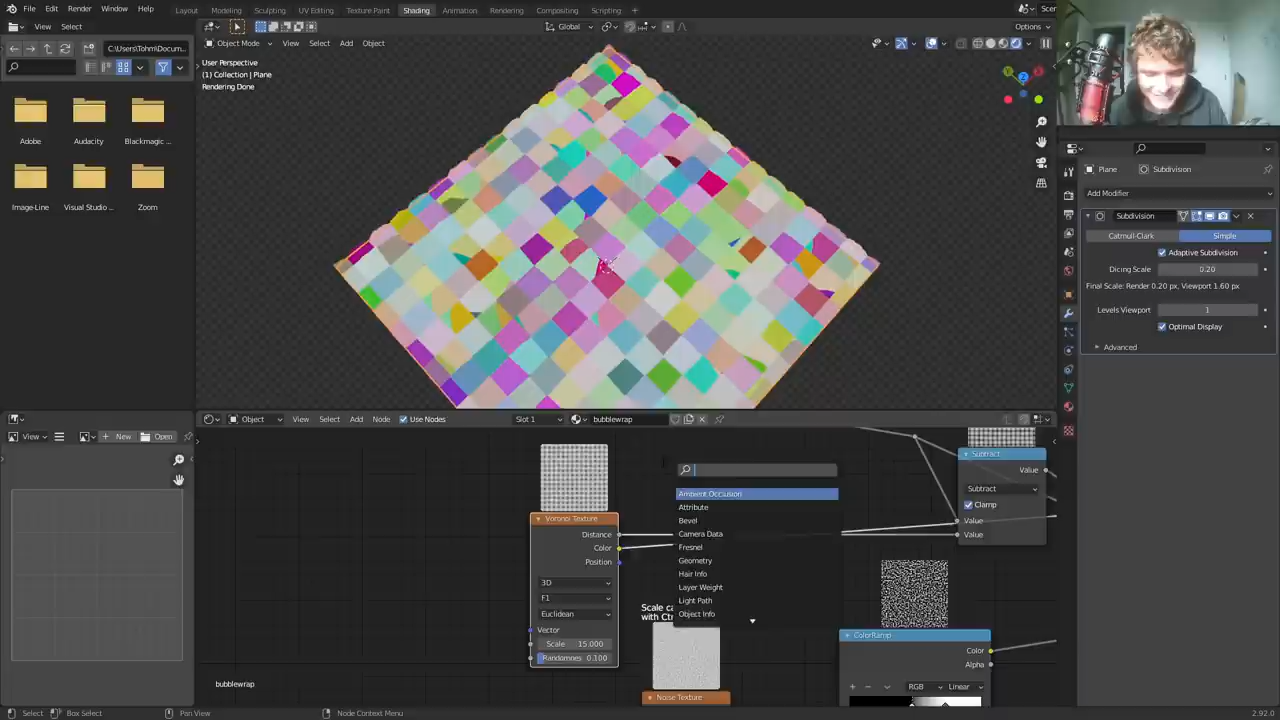 File Edit Render Window Help
Layout Modeling Sculpting UV Editing Texture Paint Shading Animation Rendering Compositing Scripting
Scen
View Select
Global
Options
C:\Users\Tohm\Docum...
Object Mode View Select Add Object
User Perspective
(1) Collection | Plane
Rendering Done
Adobe Audacity Blackmagic ...
Image-Line Visual Studio ... Zoom
Plane Subdivision
Add Modifier
Subdivision
Catmull-Clark Simple
Adaptive Subdivision
Dicing Scale 0.20
Final Scale: Render 0.20 px, Viewport 1.60 px
Levels Viewport 1
Optimal Display
Advanced
View New Open
Object View Select Add Node Use Nodes Slot 1 bubblewrap
Ambient Occlusion
Attribute
Bevel
Camera Data
Fresnel
Geometry
Hair Info
Layer Weight
Light Path
Object Info
Voronoi Texture
Distance
Color
Position
3D
F1
Euclidean
Vector
Scale 15.000
Randomnes 0.100
Scale ca
with Ctr
Noise Texture
Subtract
Value
Subtract
Clamp
Value
Value
ColorRamp
Color
Alpha
RGB Linear
bubblewrap
Select Box Select Pan View Node Context Menu 2.92.0